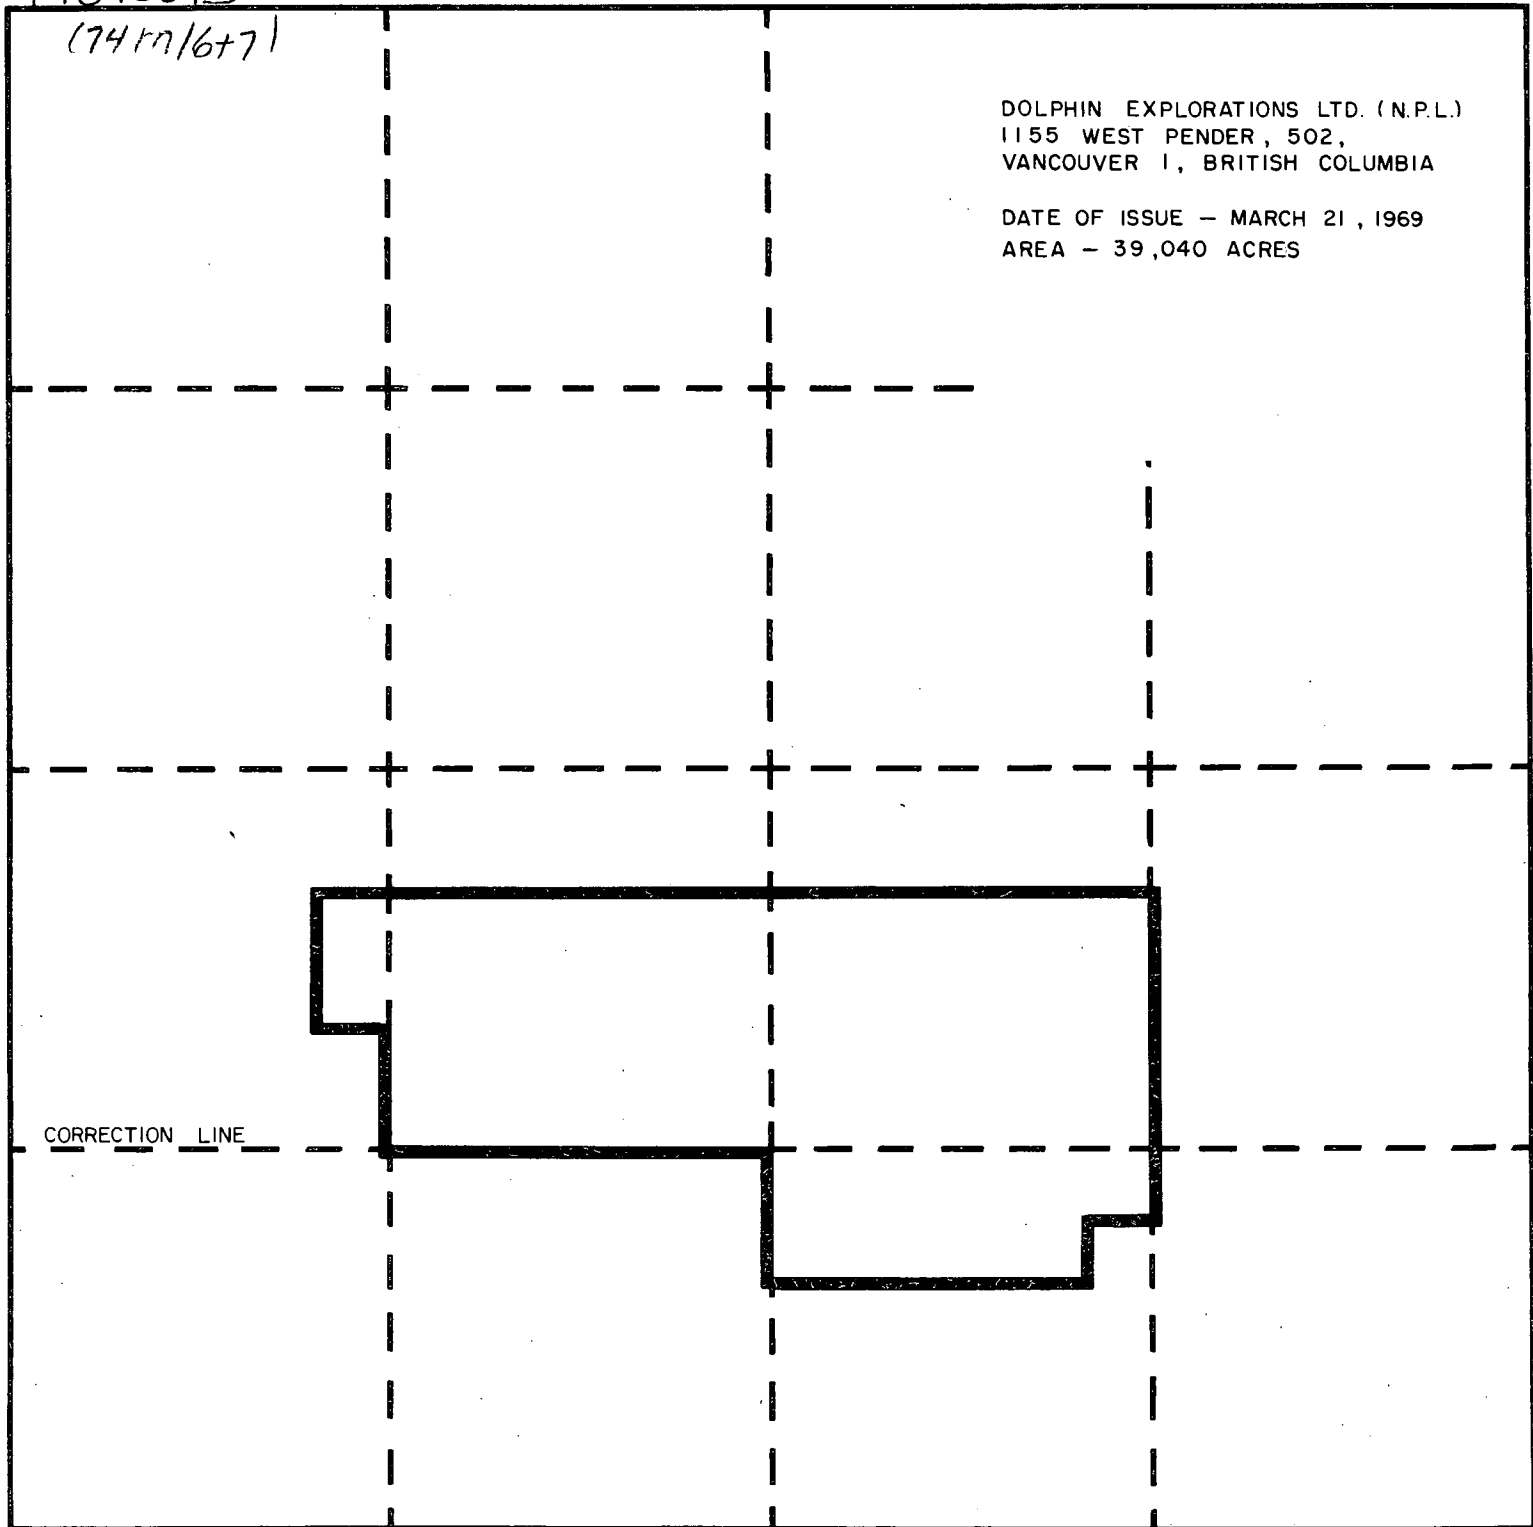 (74M/6+7)
DOLPHIN EXPLORATIONS LTD. (N.P.L.)
1155 WEST PENDER, 502,
VANCOUVER 1, BRITISH COLUMBIA
DATE OF ISSUE – MARCH 21, 1969
AREA – 39,040 ACRES
CORRECTION LINE